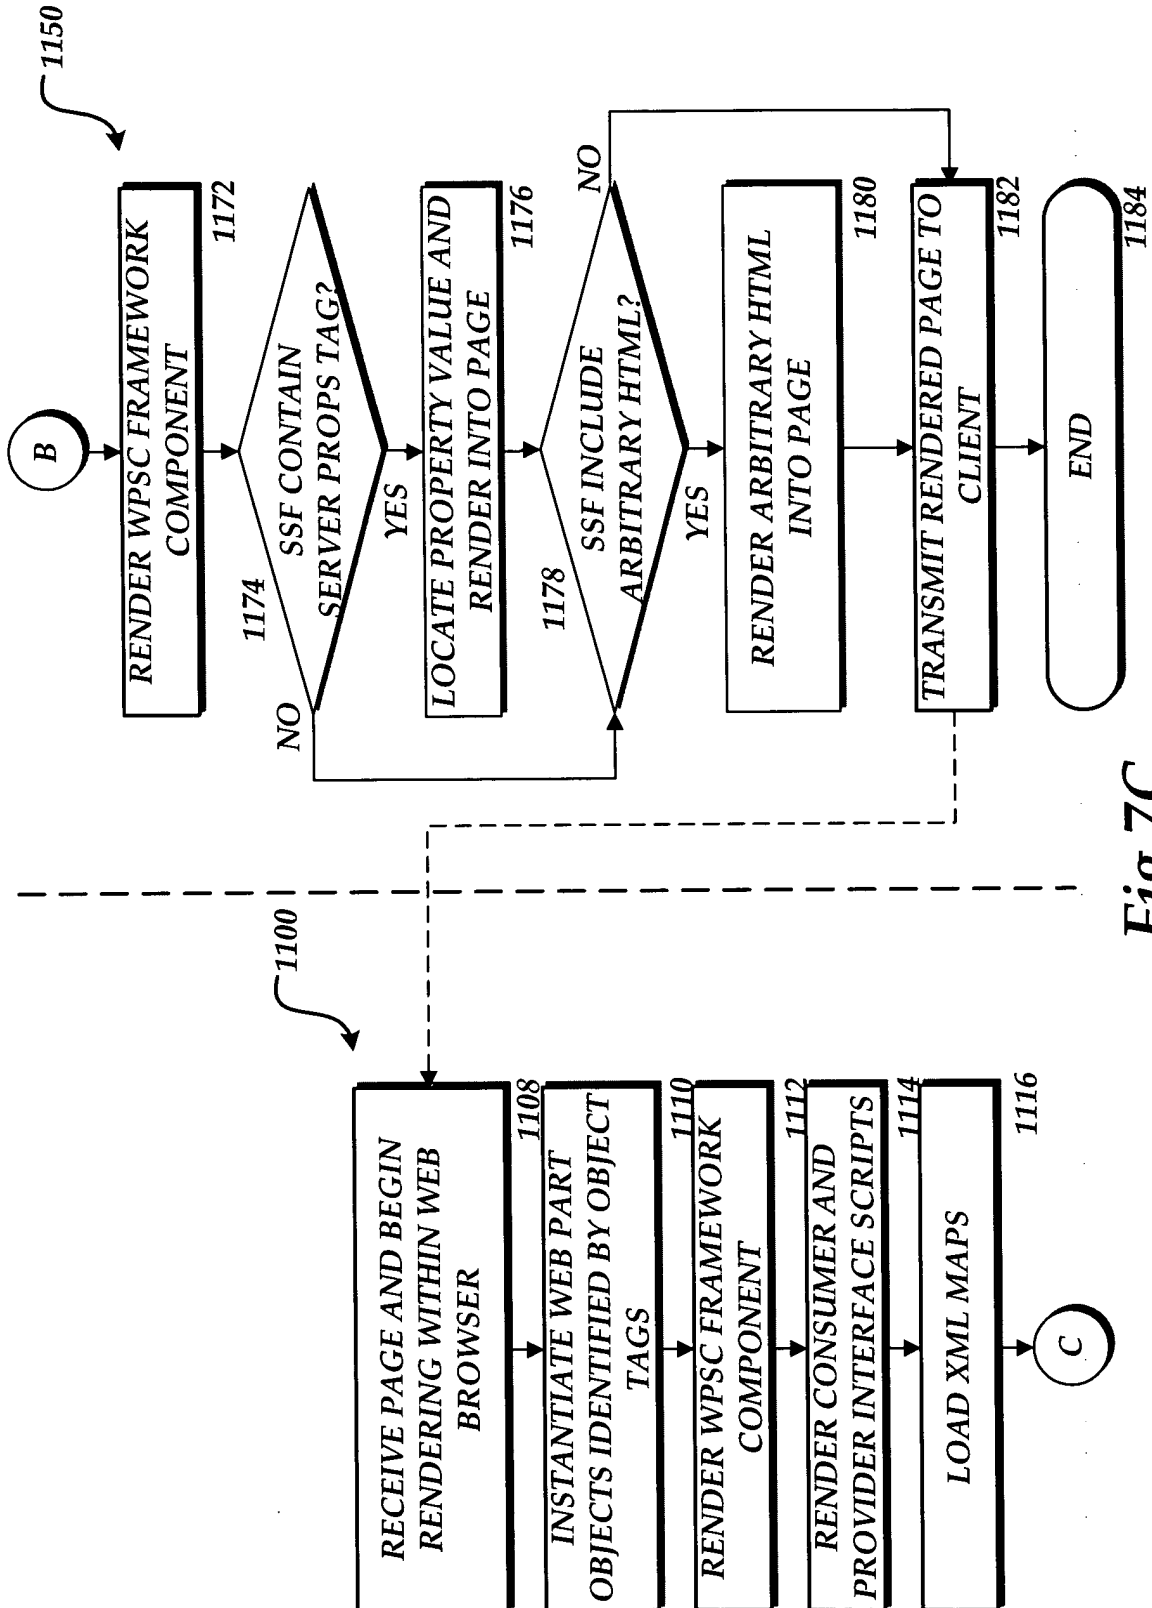 1100
RECEIVE PAGE AND BEGIN
RENDERING WITHIN WEB
BROWSER
1108
INSTANTIATE WEB PART
OBJECTS IDENTIFIED BY OBJECT
TAGS
1110
RENDER WPSC FRAMEWORK
COMPONENT
1112
RENDER CONSUMER AND
PROVIDER INTERFACE SCRIPTS
1114
LOAD XML MAPS
1116
C
1150
B
RENDER WPSC FRAMEWORK
COMPONENT
1172
1174
SSF CONTAIN
SERVER PROPS TAG?
NO
YES
LOCATE PROPERTY VALUE AND
RENDER INTO PAGE
1176
1178
SSF INCLUDE
ARBITRARY HTML?
NO
YES
RENDER ARBITRARY HTML
INTO PAGE
1180
TRANSMIT RENDERED PAGE TO
CLIENT
1182
END
1184
Fig.7C